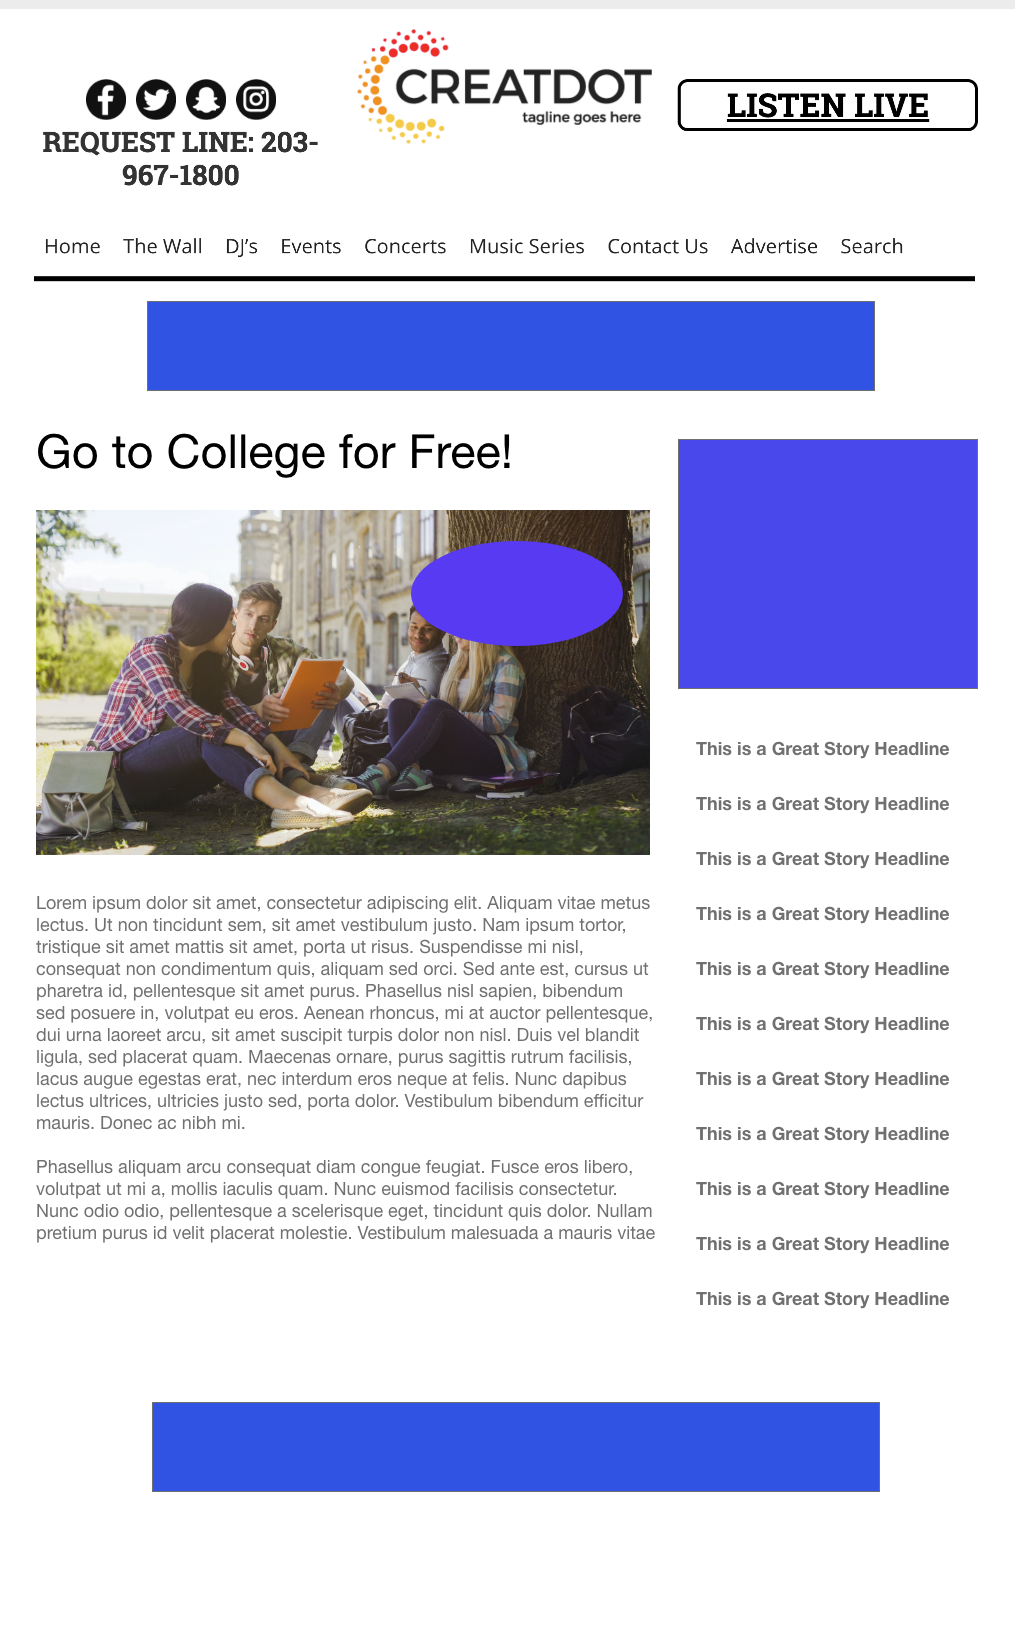 REQUEST LINE: 203-
967-1800
CREATDOT
tagline goes here
LISTEN LIVE
Home The Wall DJ's Events Concerts Music Series Contact Us Advertise Search
Go to College for Free!
Lorem ipsum dolor sit amet, consectetur adipiscing elit. Aliquam vitae metus
lectus. Ut non tincidunt sem, sit amet vestibulum justo. Nam ipsum tortor,
tristique sit amet mattis sit amet, porta ut risus. Suspendisse mi nisl,
consequat non condimentum quis, aliquam sed orci. Sed ante est, cursus ut
pharetra id, pellentesque sit amet purus. Phasellus nisl sapien, bibendum
sed posuere in, volutpat eu eros. Aenean rhoncus, mi at auctor pellentesque,
dui urna laoreet arcu, sit amet suscipit turpis dolor non nisl. Duis vel blandit
ligula, sed placerat quam. Maecenas ornare, purus sagittis rutrum facilisis,
lacus augue egestas erat, nec interdum eros neque at felis. Nunc dapibus
lectus ultrices, ultricies justo sed, porta dolor. Vestibulum bibendum efficitur
mauris. Donec ac nibh mi.
Phasellus aliquam arcu consequat diam congue feugiat. Fusce eros libero,
volutpat ut mi a, mollis iaculis quam. Nunc euismod facilisis consectetur.
Nunc odio odio, pellentesque a scelerisque eget, tincidunt quis dolor. Nullam
pretium purus id velit placerat molestie. Vestibulum malesuada a mauris vitae
This is a Great Story Headline
This is a Great Story Headline
This is a Great Story Headline
This is a Great Story Headline
This is a Great Story Headline
This is a Great Story Headline
This is a Great Story Headline
This is a Great Story Headline
This is a Great Story Headline
This is a Great Story Headline
This is a Great Story Headline